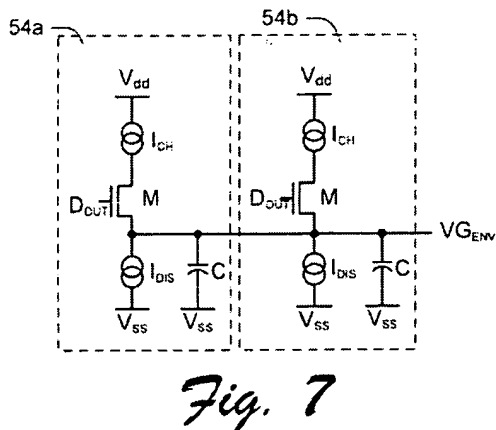 54a
54b
Vdd
Vdd
ICH
ICH
DOUT
M
DOUT
M
VGENV
IDIS
C
IDIS
C
VSS
VSS
VSS
VSS
Fig. 7